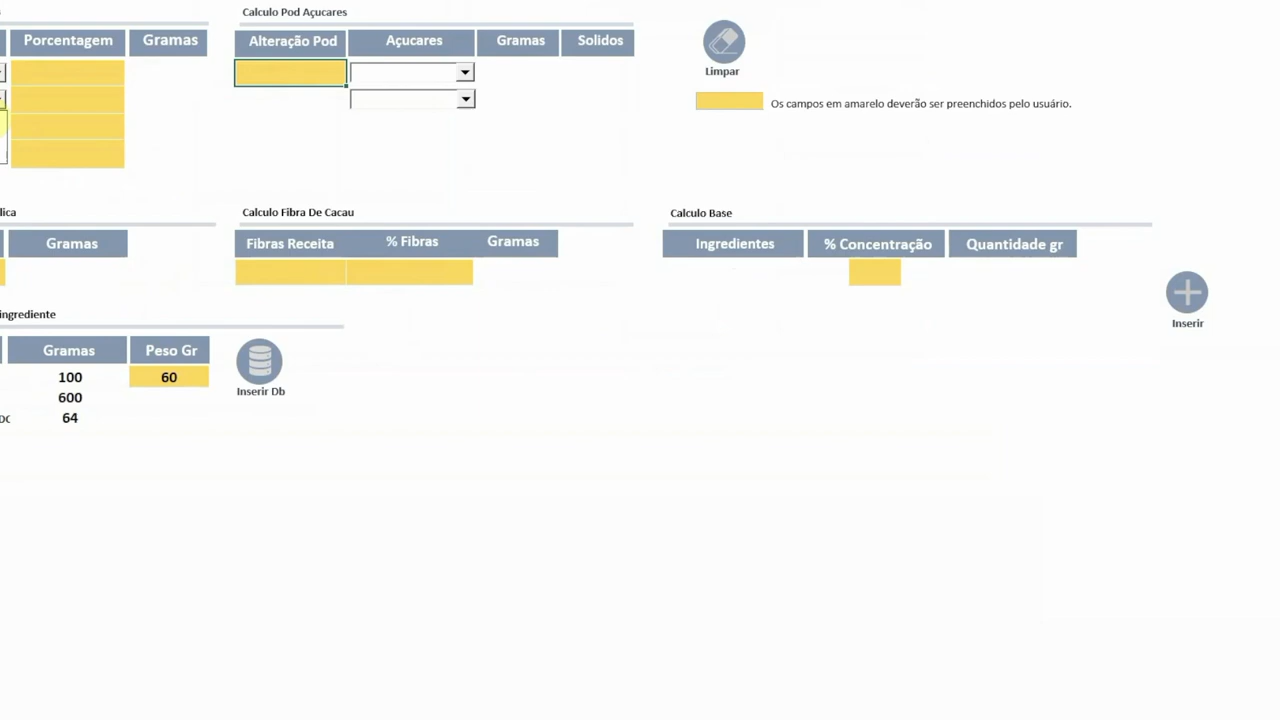 Calculo Pod Açucares
Porcentagem Gramas
Alteração Pod Açucares Gramas Solidos
Limpar
Os campos em amarelo deverão ser preenchidos pelo usuário.
lica
Calculo Fibra De Cacau
Calculo Base
Gramas
Fibras Receita % Fibras Gramas
Ingredientes % Concentração Quantidade gr
Inserir
ingrediente
Gramas Peso Gr
100 60
Inserir Db
600
64